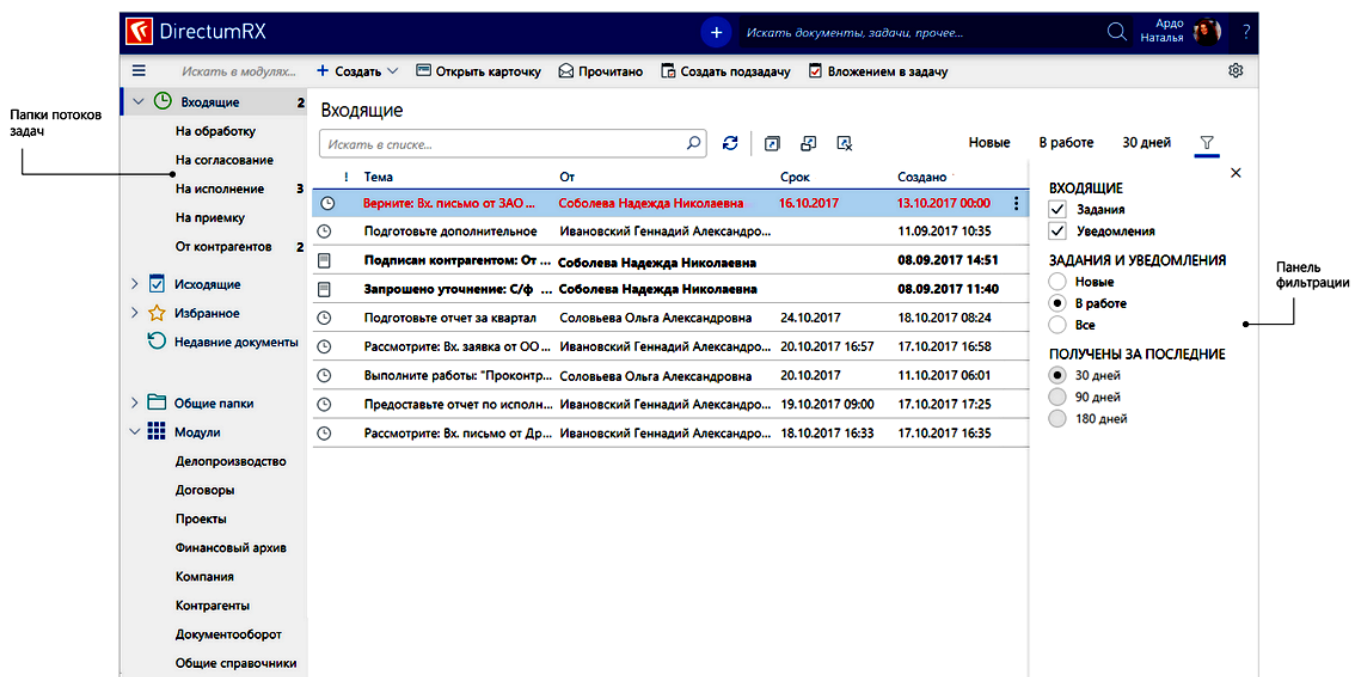 DirectumRX
+
Искать документы, задачи, прочее...
Ардо
Наталья
?
Искать в модулях...
+ Создать
Открыть карточку
Прочитано
Создать подзадачу
Вложением в задачу
Папки потоков
задач
Входящие 2
На обработку
На согласование
На исполнение 3
На приемку
От контрагентов 2
Исходящие
Избранное
Недавние документы
Общие папки
Модули
Делопроизводство
Договоры
Проекты
Финансовый архив
Компания
Контрагенты
Документооборот
Общие справочники
Входящие
Искать в списке...
Новые В работе 30 дней
! Тема От Срок Создано
Верните: Вх. письмо от ЗАО ... Соболева Надежда Николаевна 16.10.2017 13.10.2017 00:00
Подготовьте дополнительное Ивановский Геннадий Александро... 11.09.2017 10:35
Подписан контрагентом: От ... Соболева Надежда Николаевна 08.09.2017 14:51
Запрошено уточнение: С/ф ... Соболева Надежда Николаевна 08.09.2017 11:40
Подготовьте отчет за квартал Соловьева Ольга Александровна 24.10.2017 18.10.2017 08:24
Рассмотрите: Вх. заявка от ОО... Ивановский Геннадий Александро... 20.10.2017 16:57 17.10.2017 16:58
Выполните работы: "Проконтр... Соловьева Ольга Александровна 20.10.2017 11.10.2017 06:01
Предоставьте отчет по исполн... Ивановский Геннадий Александро... 19.10.2017 09:00 17.10.2017 17:25
Рассмотрите: Вх. письмо от Др... Ивановский Геннадий Александро... 18.10.2017 16:33 17.10.2017 16:35
ВХОДЯЩИЕ
Задания
Уведомления
ЗАДАНИЯ И УВЕДОМЛЕНИЯ
Новые
В работе
Все
ПОЛУЧЕНЫ ЗА ПОСЛЕДНИЕ
30 дней
90 дней
180 дней
Панель
фильтрации